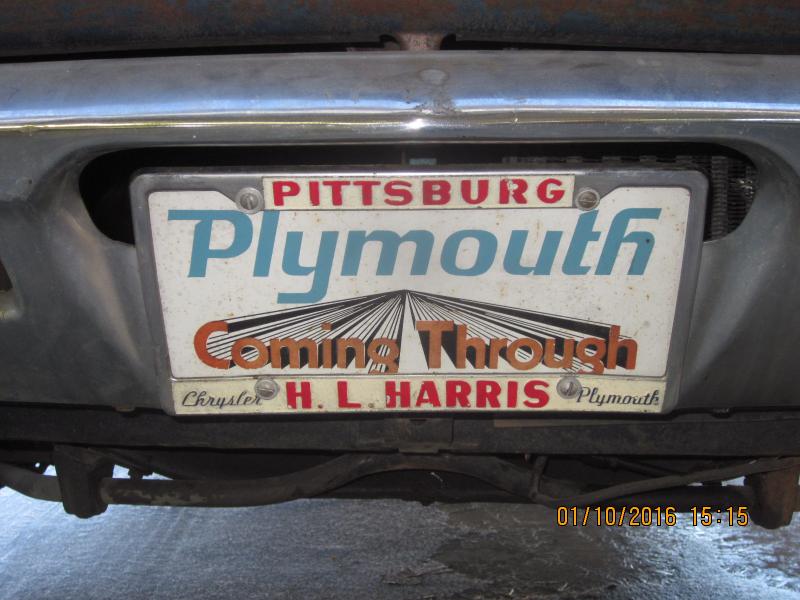 PITTSBURG
Plymouth
Coming Through
Chrysler H. L. HARRIS Plymouth
01/10/2016 15:15